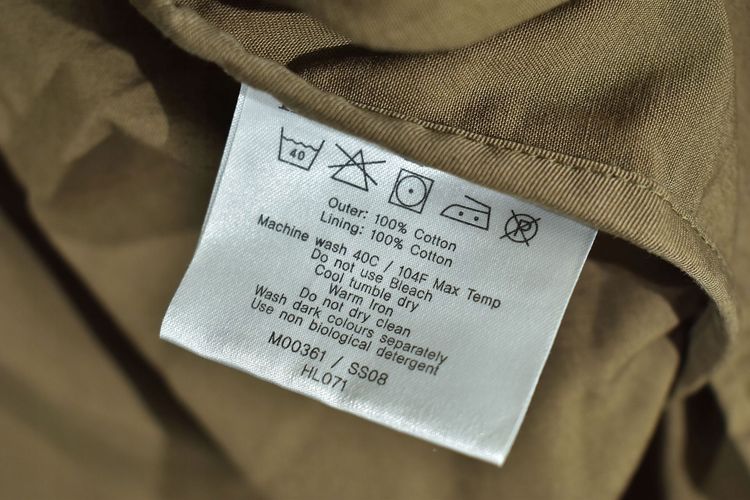 40
P
Outer: 100% Cotton
Lining: 100% Cotton
Machine wash 40C / 104F Max Temp
Do not use Bleach
Cool tumble dry
Warm Iron
Do not dry clean
Wash dark colours separately
Use non biological detergent
M00361 / SS08
HL071